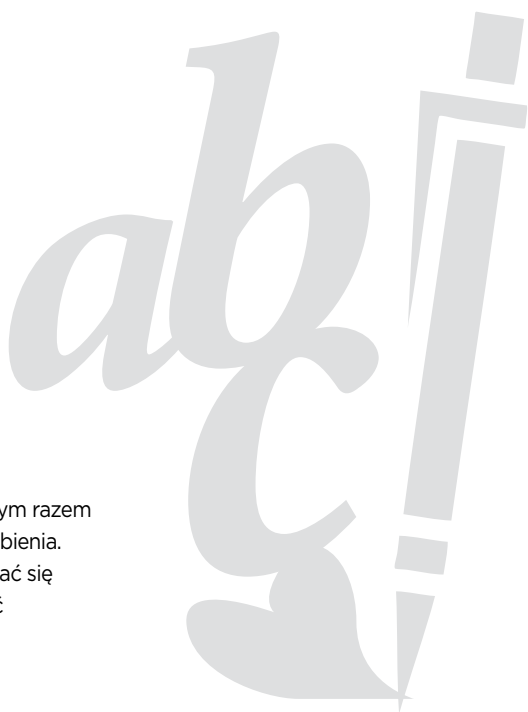 a b c
ym razem
bienia.
ać się
ć